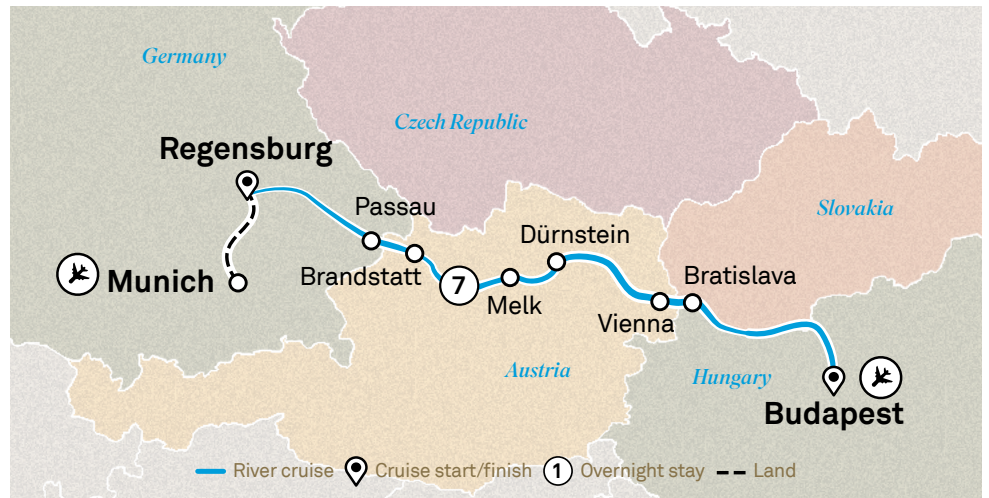 Germany
Czech Republic
Regensburg
Slovakia
Passau
Dürnstein
Brandstatt
Bratislava
Munich
7
Melk
Vienna
Austria
Hungary
Budapest
River cruise
Cruise start/finish
1
Overnight stay
Land